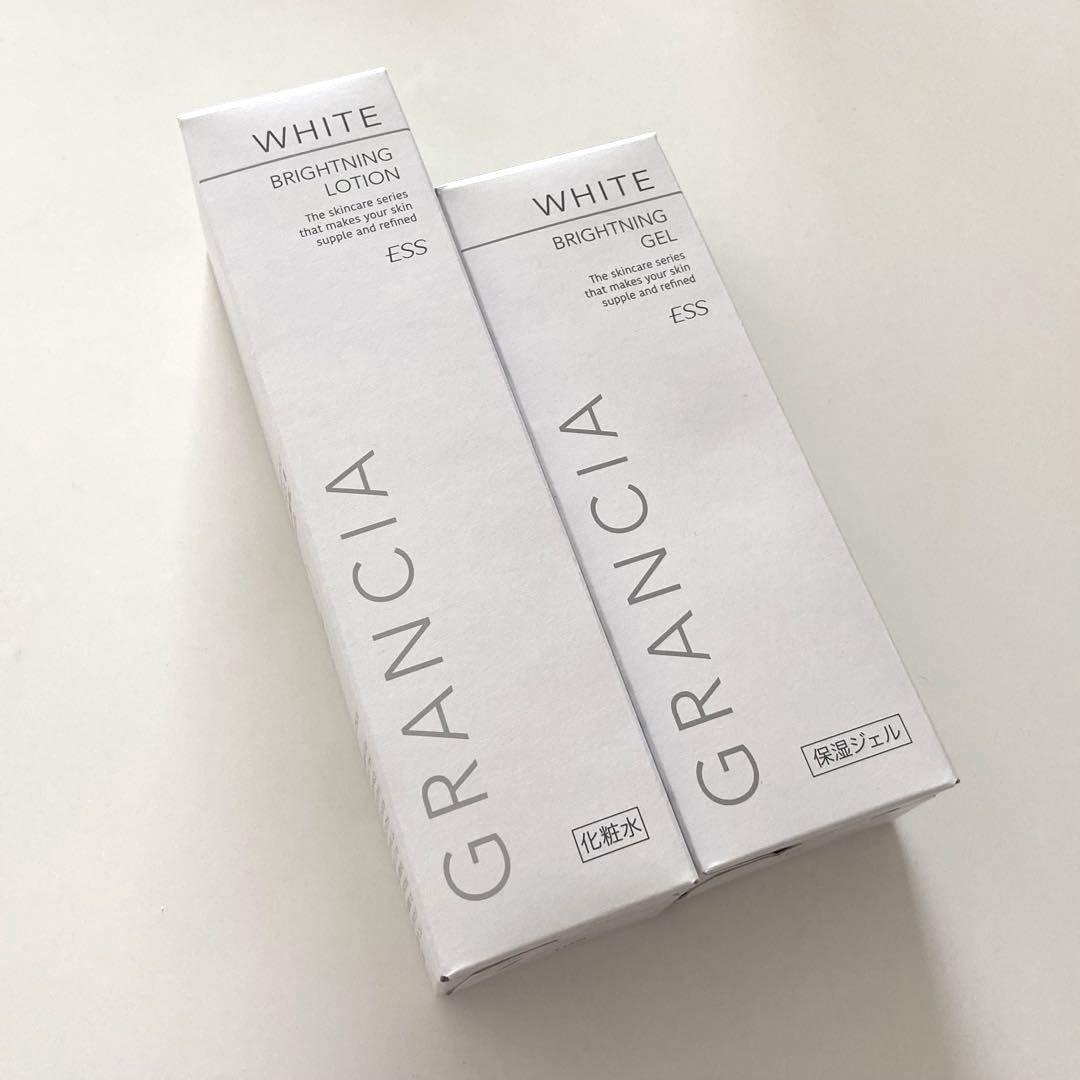 WHITE
BRIGHTNING
LOTION
The skincare series
that makes your skin
supple and refined
ESS
GRANCIA
化粧水
WHITE
BRIGHTNING
GEL
The skincare series
that makes your skin
supple and refined
ESS
GRANCIA
保湿ジェル